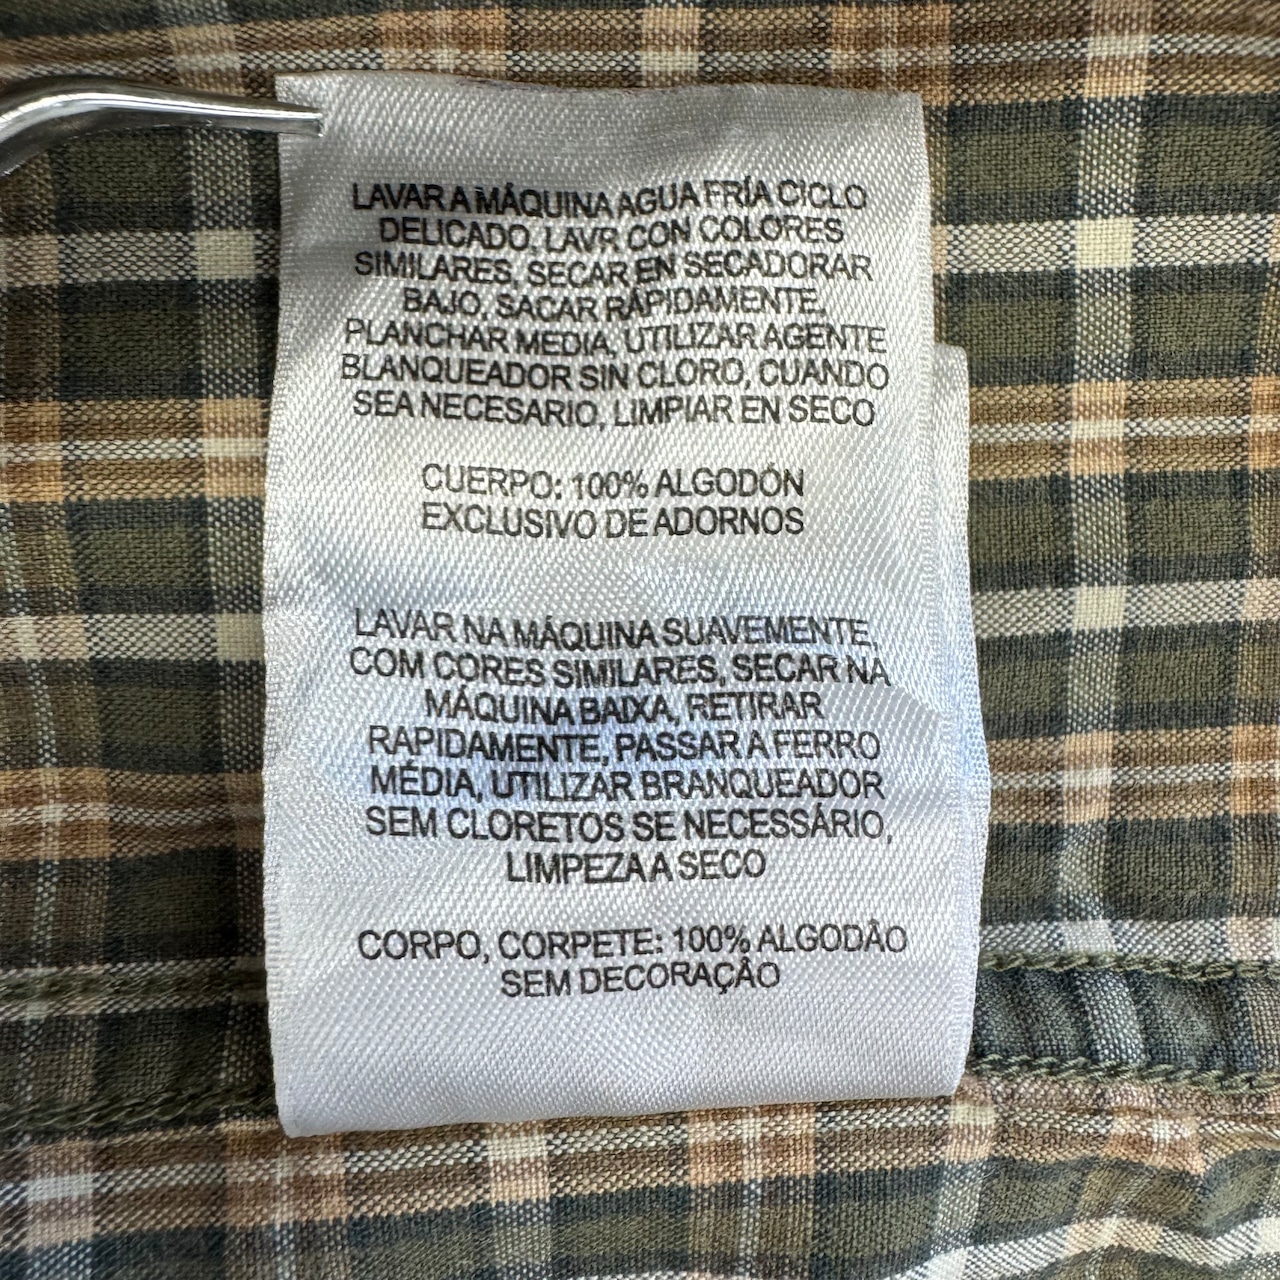 LAVAR A MÁQUINA AGUA FRÍA CICLO
DELICADO. LAVR CON COLORES
SIMILARES, SECAR EN SECADORAR
BAJO, SACAR RÁPIDAMENTE,
PLANCHAR MEDIA, UTILIZAR AGENTE
BLANQUEADOR SIN CLORO, CUANDO
SEA NECESARIO, LIMPIAR EN SECO
CUERPO: 100% ALGODÓN
EXCLUSIVO DE ADORNOS
LAVAR NA MÁQUINA SUAVEMENTE,
COM CORES SIMILARES, SECAR NA
MÁQUINA BAIXA, RETIRAR
RAPIDAMENTE, PASSAR A FERRO
MÉDIA, UTILIZAR BRANQUEADOR
SEM CLORETOS SE NECESSÁRIO,
LIMPEZA A SECO
CORPO, CORPETE: 100% ALGODÂO
SEM DECORAÇÂO